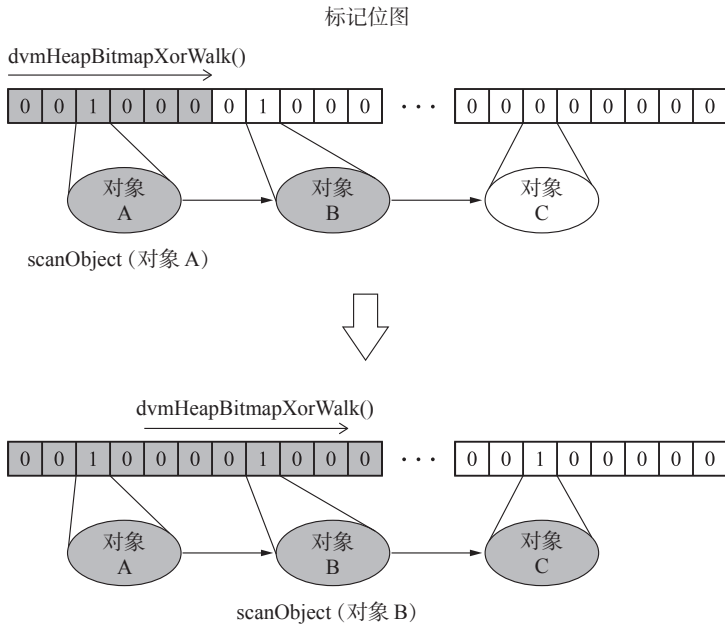 标记位图
dvmHeapBitmapXorWalk()
0 0 1 0 0 0 0 1 0 0 0 ··· 0 0 0 0 0 0 0 0
对象 对象 对象
A B C
scanObject (对象 A)
dvmHeapBitmapXorWalk()
0 0 1 0 0 0 0 1 0 0 0 ··· 0 0 1 0 0 0 0 0
对象 对象 对象
A B C
scanObject (对象 B)